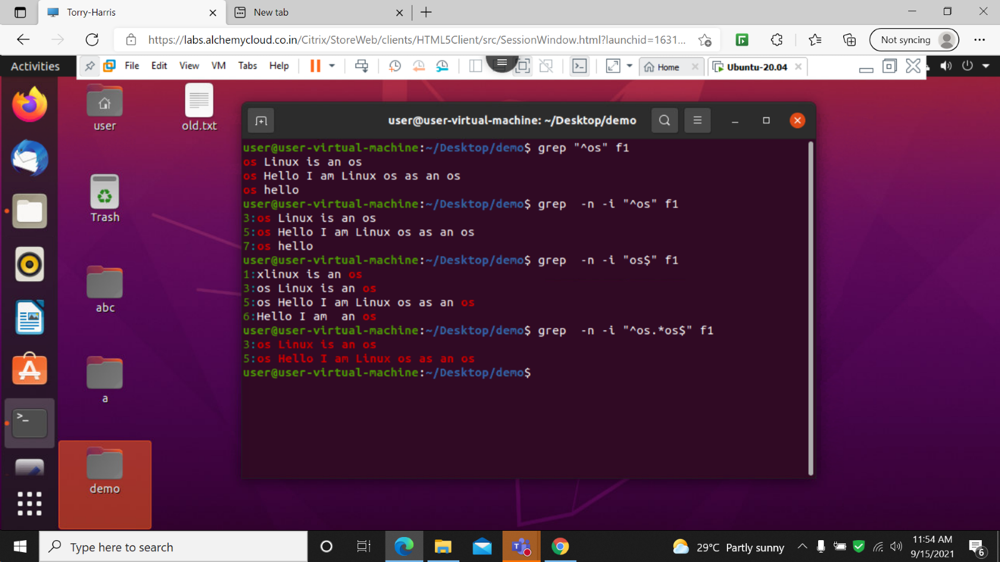 Torry-Harris
New tab
https://labs.alchemycloud.co.in/Citrix/StoreWeb/clients/HTML5Client/src/SessionWindow.html?launchid=1631...
Not syncing
Activities
File Edit View VM Tabs Help
Home
Ubuntu-20.04
user
old.txt
Trash
abc
a
demo
user@user-virtual-machine: ~/Desktop/demo
user@user-virtual-machine:~/Desktop/demo$ grep "^os" f1
os Linux is an os
os Hello I am Linux os as an os
os hello
user@user-virtual-machine:~/Desktop/demo$ grep  -n -i "^os" f1
3:os Linux is an os
5:os Hello I am Linux os as an os
7:os hello
user@user-virtual-machine:~/Desktop/demo$ grep  -n -i "os$" f1
1:xlinux is an os
3:os Linux is an os
5:os Hello I am Linux os as an os
6:Hello I am  an os
user@user-virtual-machine:~/Desktop/demo$ grep  -n -i "^os.*os$" f1
3:os Linux is an os
5:os Hello I am Linux os as an os
user@user-virtual-machine:~/Desktop/demo$
Type here to search
29°C Partly sunny
11:54 AM
9/15/2021
6